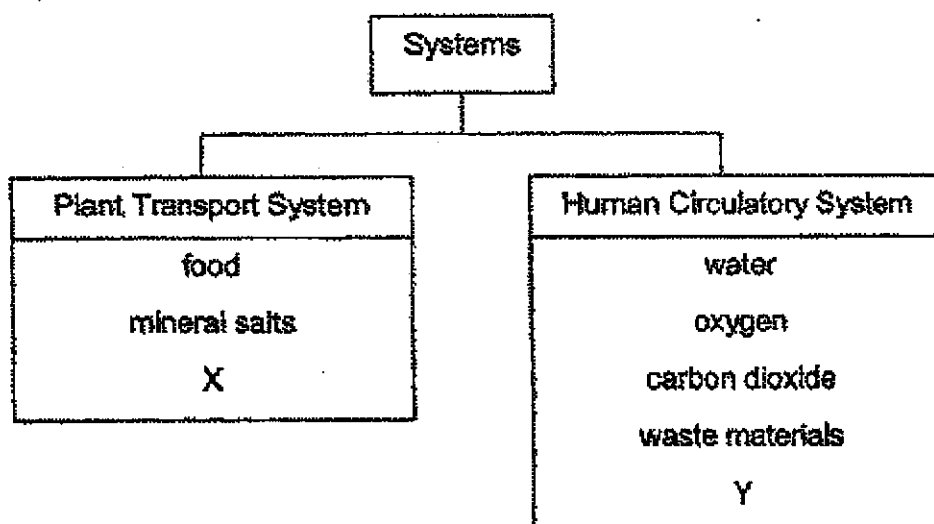 Systems
Plant Transport System
food
mineral salts
X
Human Circulatory System
water
oxygen
carbon dioxide
waste materials
Y